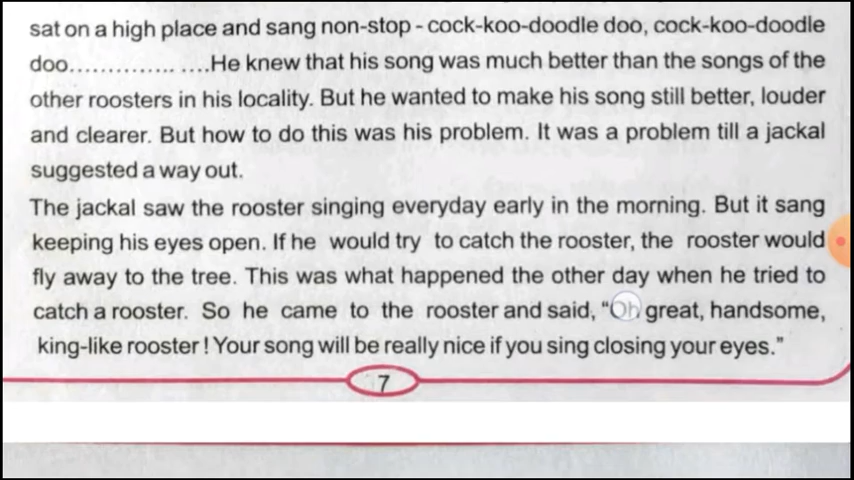 sat on a high place and sang non-stop - cock-koo-doodle doo, cock-koo-doodle
doo.................He knew that his song was much better than the songs of the
other roosters in his locality. But he wanted to make his song still better, louder
and clearer. But how to do this was his problem. It was a problem till a jackal
suggested a way out.
The jackal saw the rooster singing everyday early in the morning. But it sang
keeping his eyes open. If he would try to catch the rooster, the rooster would
fly away to the tree. This was what happened the other day when he tried to
catch a rooster. So he came to the rooster and said, “Oh great, handsome,
king-like rooster ! Your song will be really nice if you sing closing your eyes.”
7